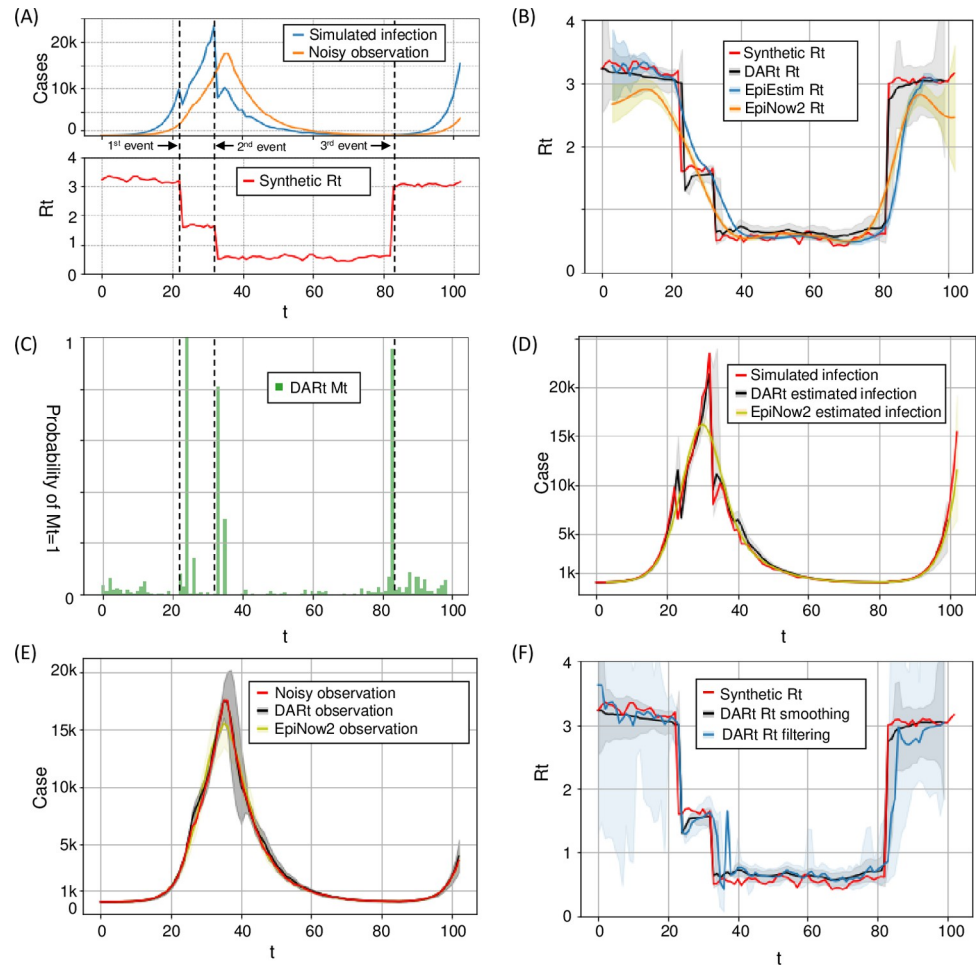 (A)
Simulated infection
Noisy observation
20k
10k
0
Cases
1st event
2nd event
3rd event
4
3
2
1
0
Rt
Synthetic Rt
0 20 40 60 80 100
t
(B)
Synthetic Rt
DARt Rt
EpiEstim Rt
EpiNow2 Rt
4
3
2
1
0
Rt
0 20 40 60 80 100
t
(C)
1
0
Probability of Mt=1
DARt Mt
0 20 40 60 80 100
t
(D)
Simulated infection
DARt estimated infection
EpiNow2 estimated infection
20k
15k
10k
5k
1k
Case
0 20 40 60 80 100
t
(E)
Noisy observation
DARt observation
EpiNow2 observation
20k
15k
10k
5k
1k
0
Case
0 20 40 60 80 100
t
(F)
Synthetic Rt
DARt Rt smoothing
DARt Rt filtering
4
3
2
1
0
Rt
0 20 40 60 80 100
t